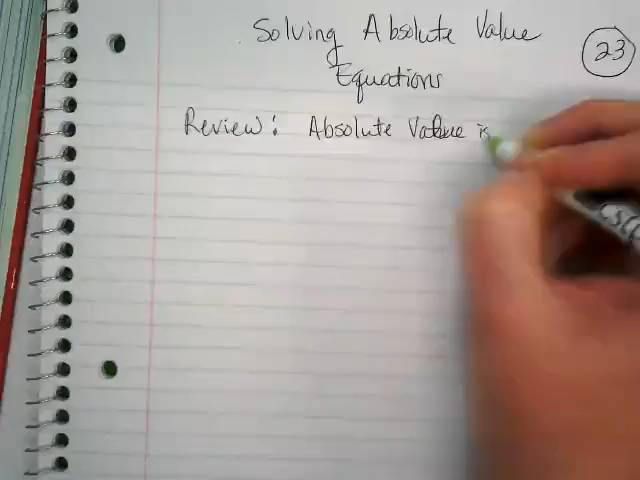 Solving Absolute Value
Equations
23
Review: Absolute Value is